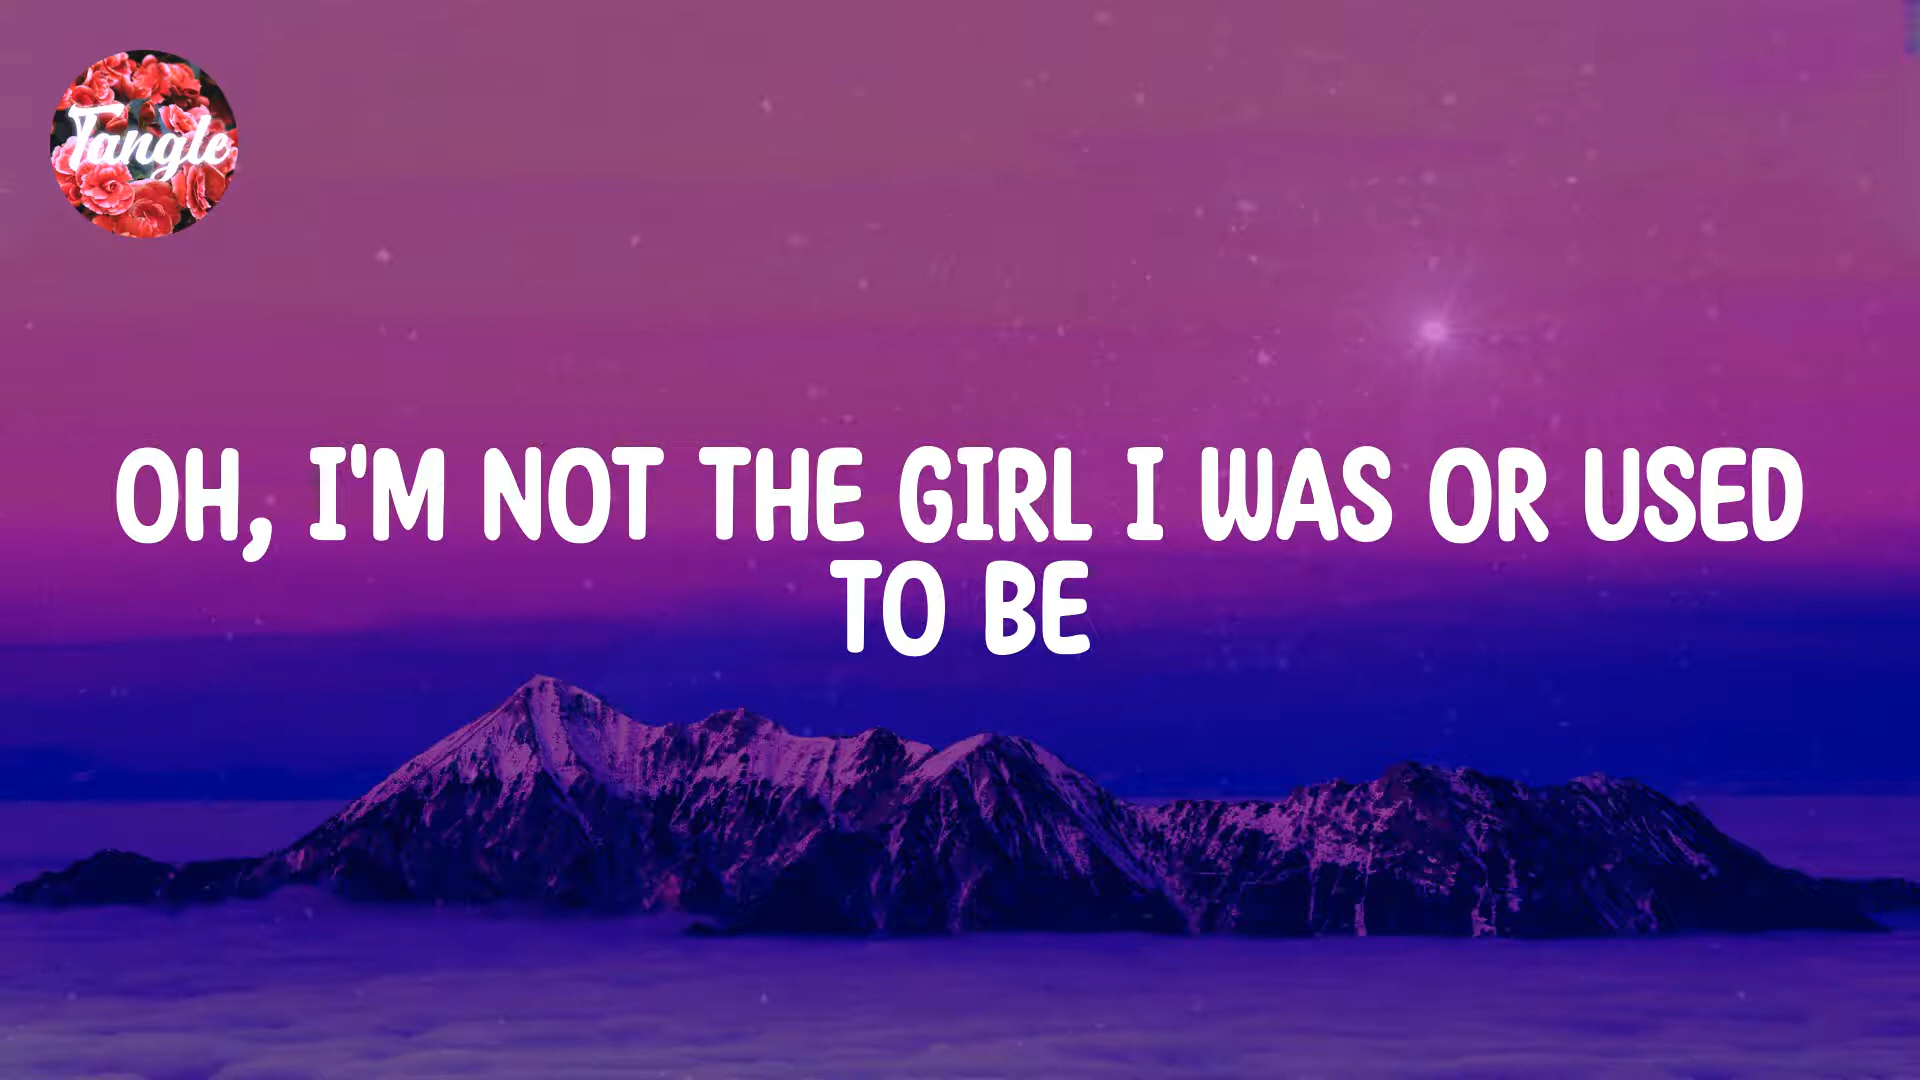 Tangle
OH, I'M NOT THE GIRL I WAS OR USED
TO BE